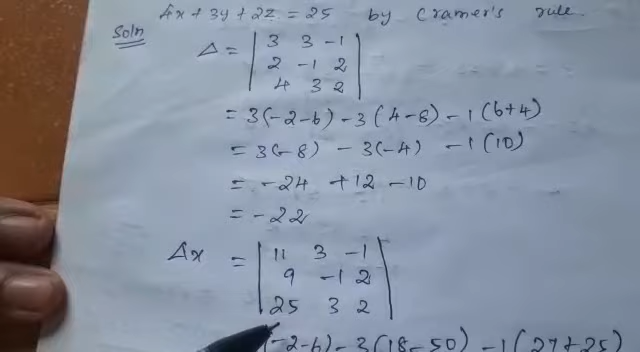 4x + 3y + 2z = 25 by Cramer's rule.
Soln
Δ = | 3 3 -1 |
| 2 -1 2 |
| 4 3 2 |
= 3(-2-6) - 3(4-8) - 1(6+4)
= 3(-8) - 3(-4) - 1(10)
= -24 + 12 - 10
= -22
Δx = | 11 3 -1 |
| 9 -1 2 |
| 25 3 2 |
(-2-6) - 3(18-50) - 1(27+25)